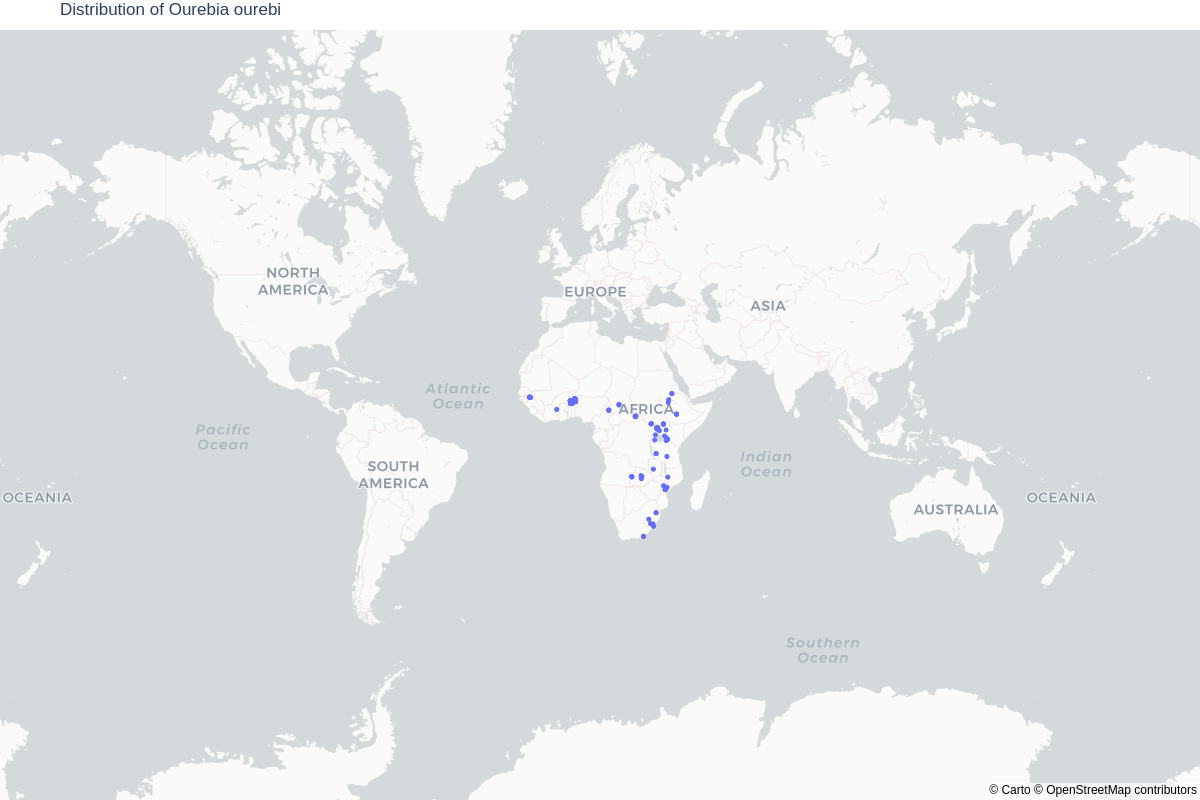 Distribution of Ourebia ourebi
NORTH
AMERICA
EUROPE
ASIA
Atlantic
Ocean
AFRICA
Pacific
Ocean
Indian
Ocean
SOUTH
AMERICA
OCEANIA
AUSTRALIA
OCEANIA
Southern
Ocean
© Carto © OpenStreetMap contributors